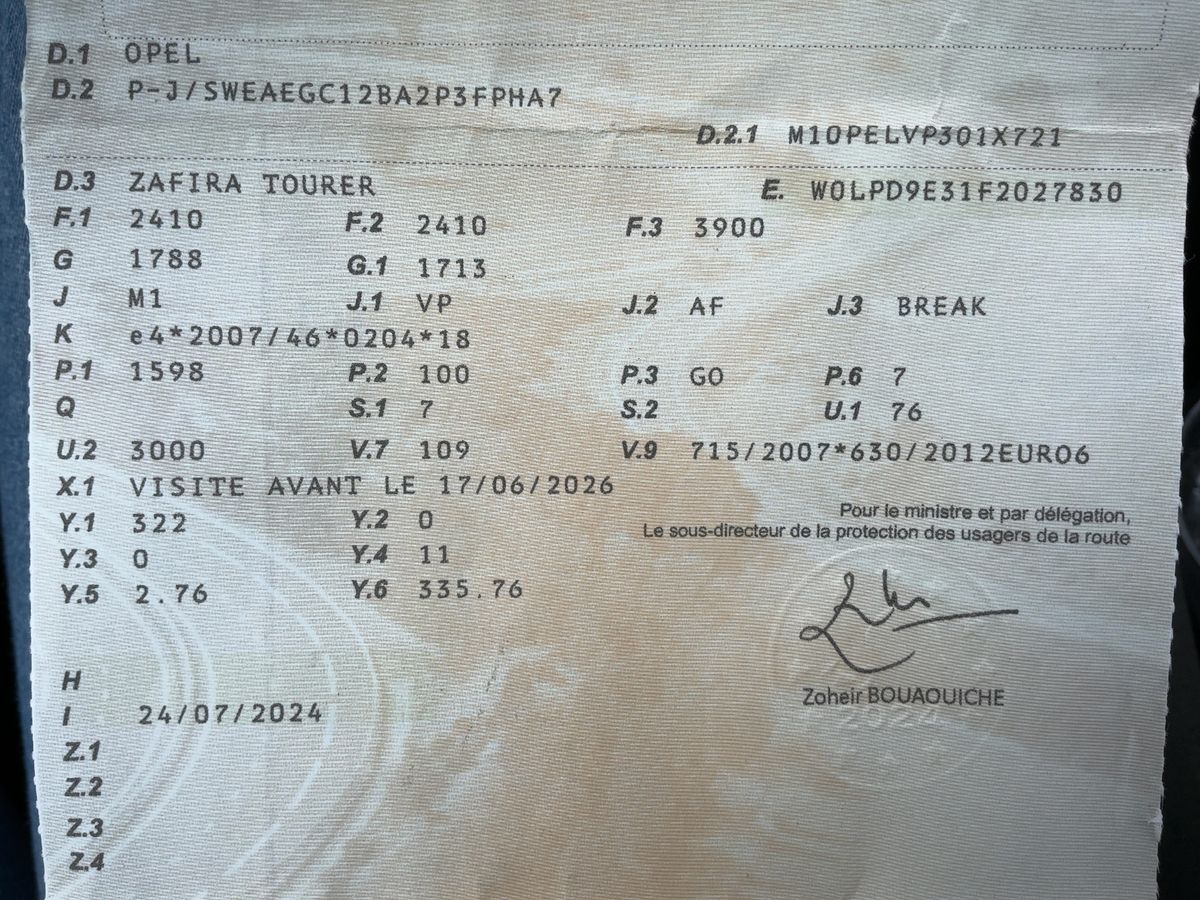 D.1 OPEL
D.2 P-J/SWEAEGC12BA2P3FPHA7
D.2.1 M10PELVP301X721
D.3 ZAFIRA TOURER E. W0LPD9E31F2027830
F.1 2410 F.2 2410 F.3 3900
G 1788 G.1 1713
J M1 J.1 VP J.2 AF J.3 BREAK
K e4*2007/46*0204*18
P.1 1598 P.2 100 P.3 GO P.6 7
Q S.1 7 S.2 U.1 76
U.2 3000 V.7 109 V.9 715/2007*630/2012EURO6
X.1 VISITE AVANT LE 17/06/2026
Y.1 322 Y.2 0
Pour le ministre et par délégation,
Le sous-directeur de la protection des usagers de la route
Y.3 0 Y.4 11
Y.5 2.76 Y.6 335.76
H
Zoheir BOUAOUICHE
I 24/07/2024
Z.1
Z.2
Z.3
Z.4